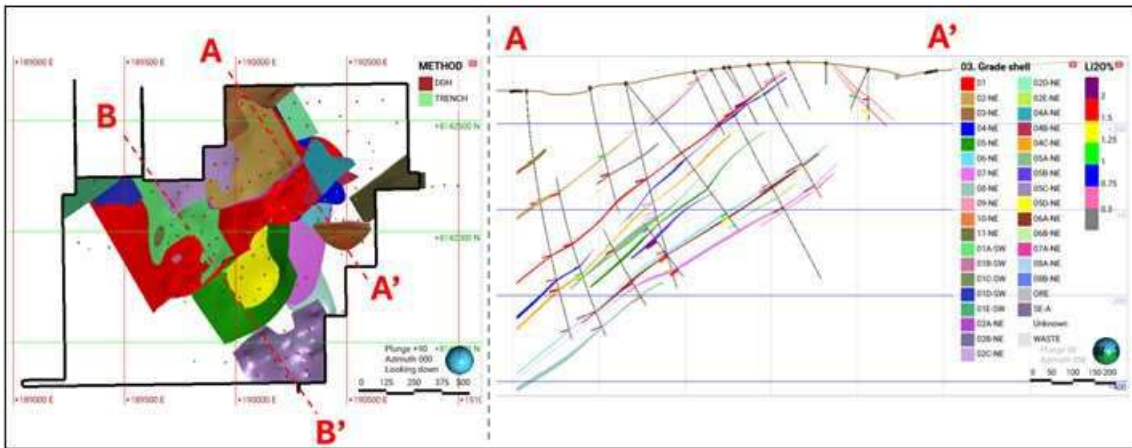 A
B
A'
B'
189000 E
189500 E
190000 E
190500 E
METHOD
DDH
TRENCH
Plunge +90
Azimuth 000
Looking down
0 125 250 375 500
A
A'
03. Grade shell
01
02-NE
03-NE
04-NE
05-NE
06-NE
07-NE
08-NE
09-NE
10-NE
11-NE
01A-SW
01B-SW
01C-SW
01D-SW
01E-SW
02A-NE
02B-NE
02C-NE
02D-NE
02E-NE
04A-NE
04B-NE
04C-NE
05A-NE
05B-NE
05C-NE
05D-NE
06A-NE
06B-NE
07A-NE
08A-NE
08B-NE
ORE
SE-A
Unknown
WASTE
Li2O%
2
1.5
1.25
1
0.75
0.3
0 50 100 150 200